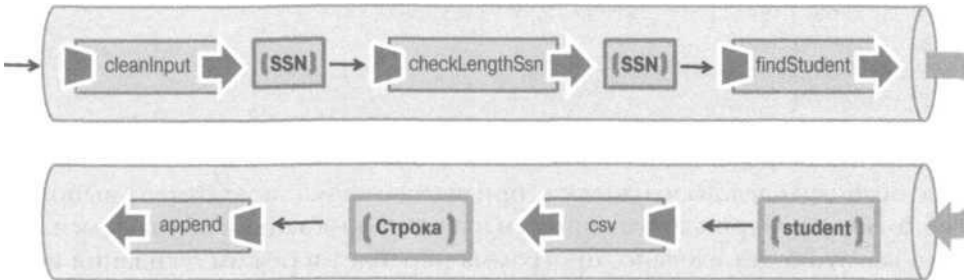 cleanInput (SSN) checkLengthSsn (SSN) findStudent
append (Строка) csv (student)